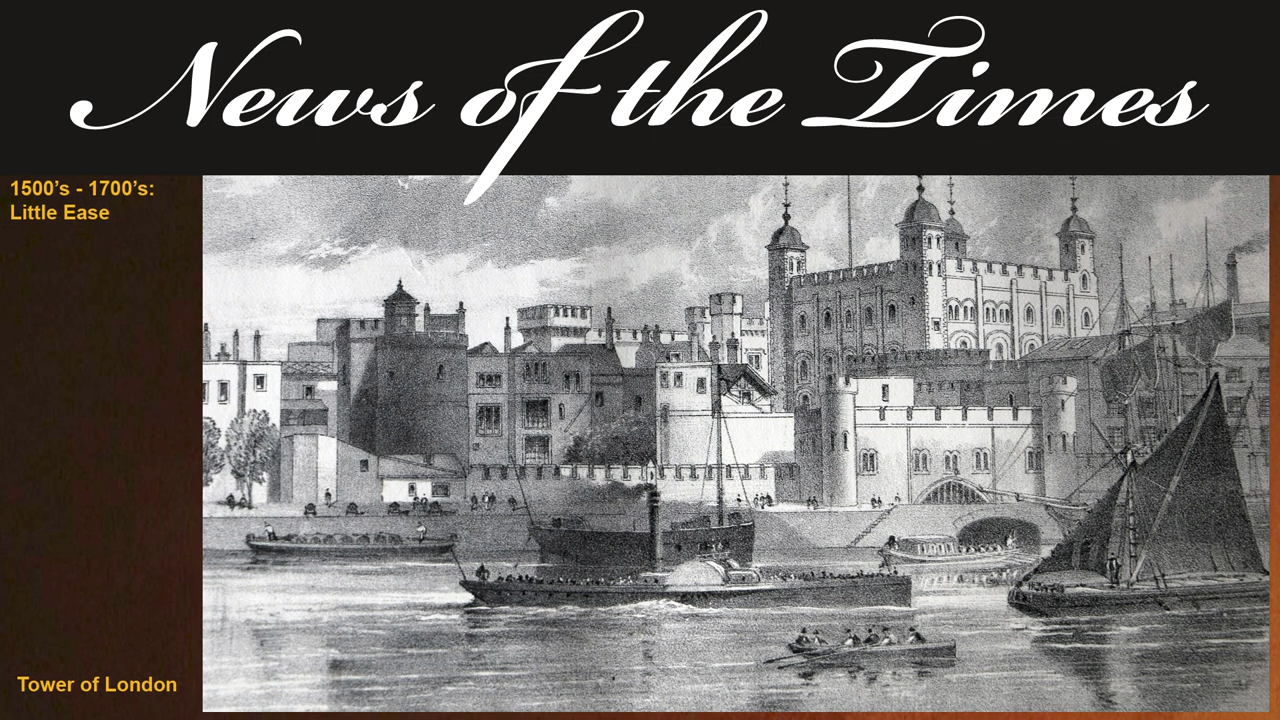 News of the Times
1500’s - 1700’s:
Little Ease
Tower of London